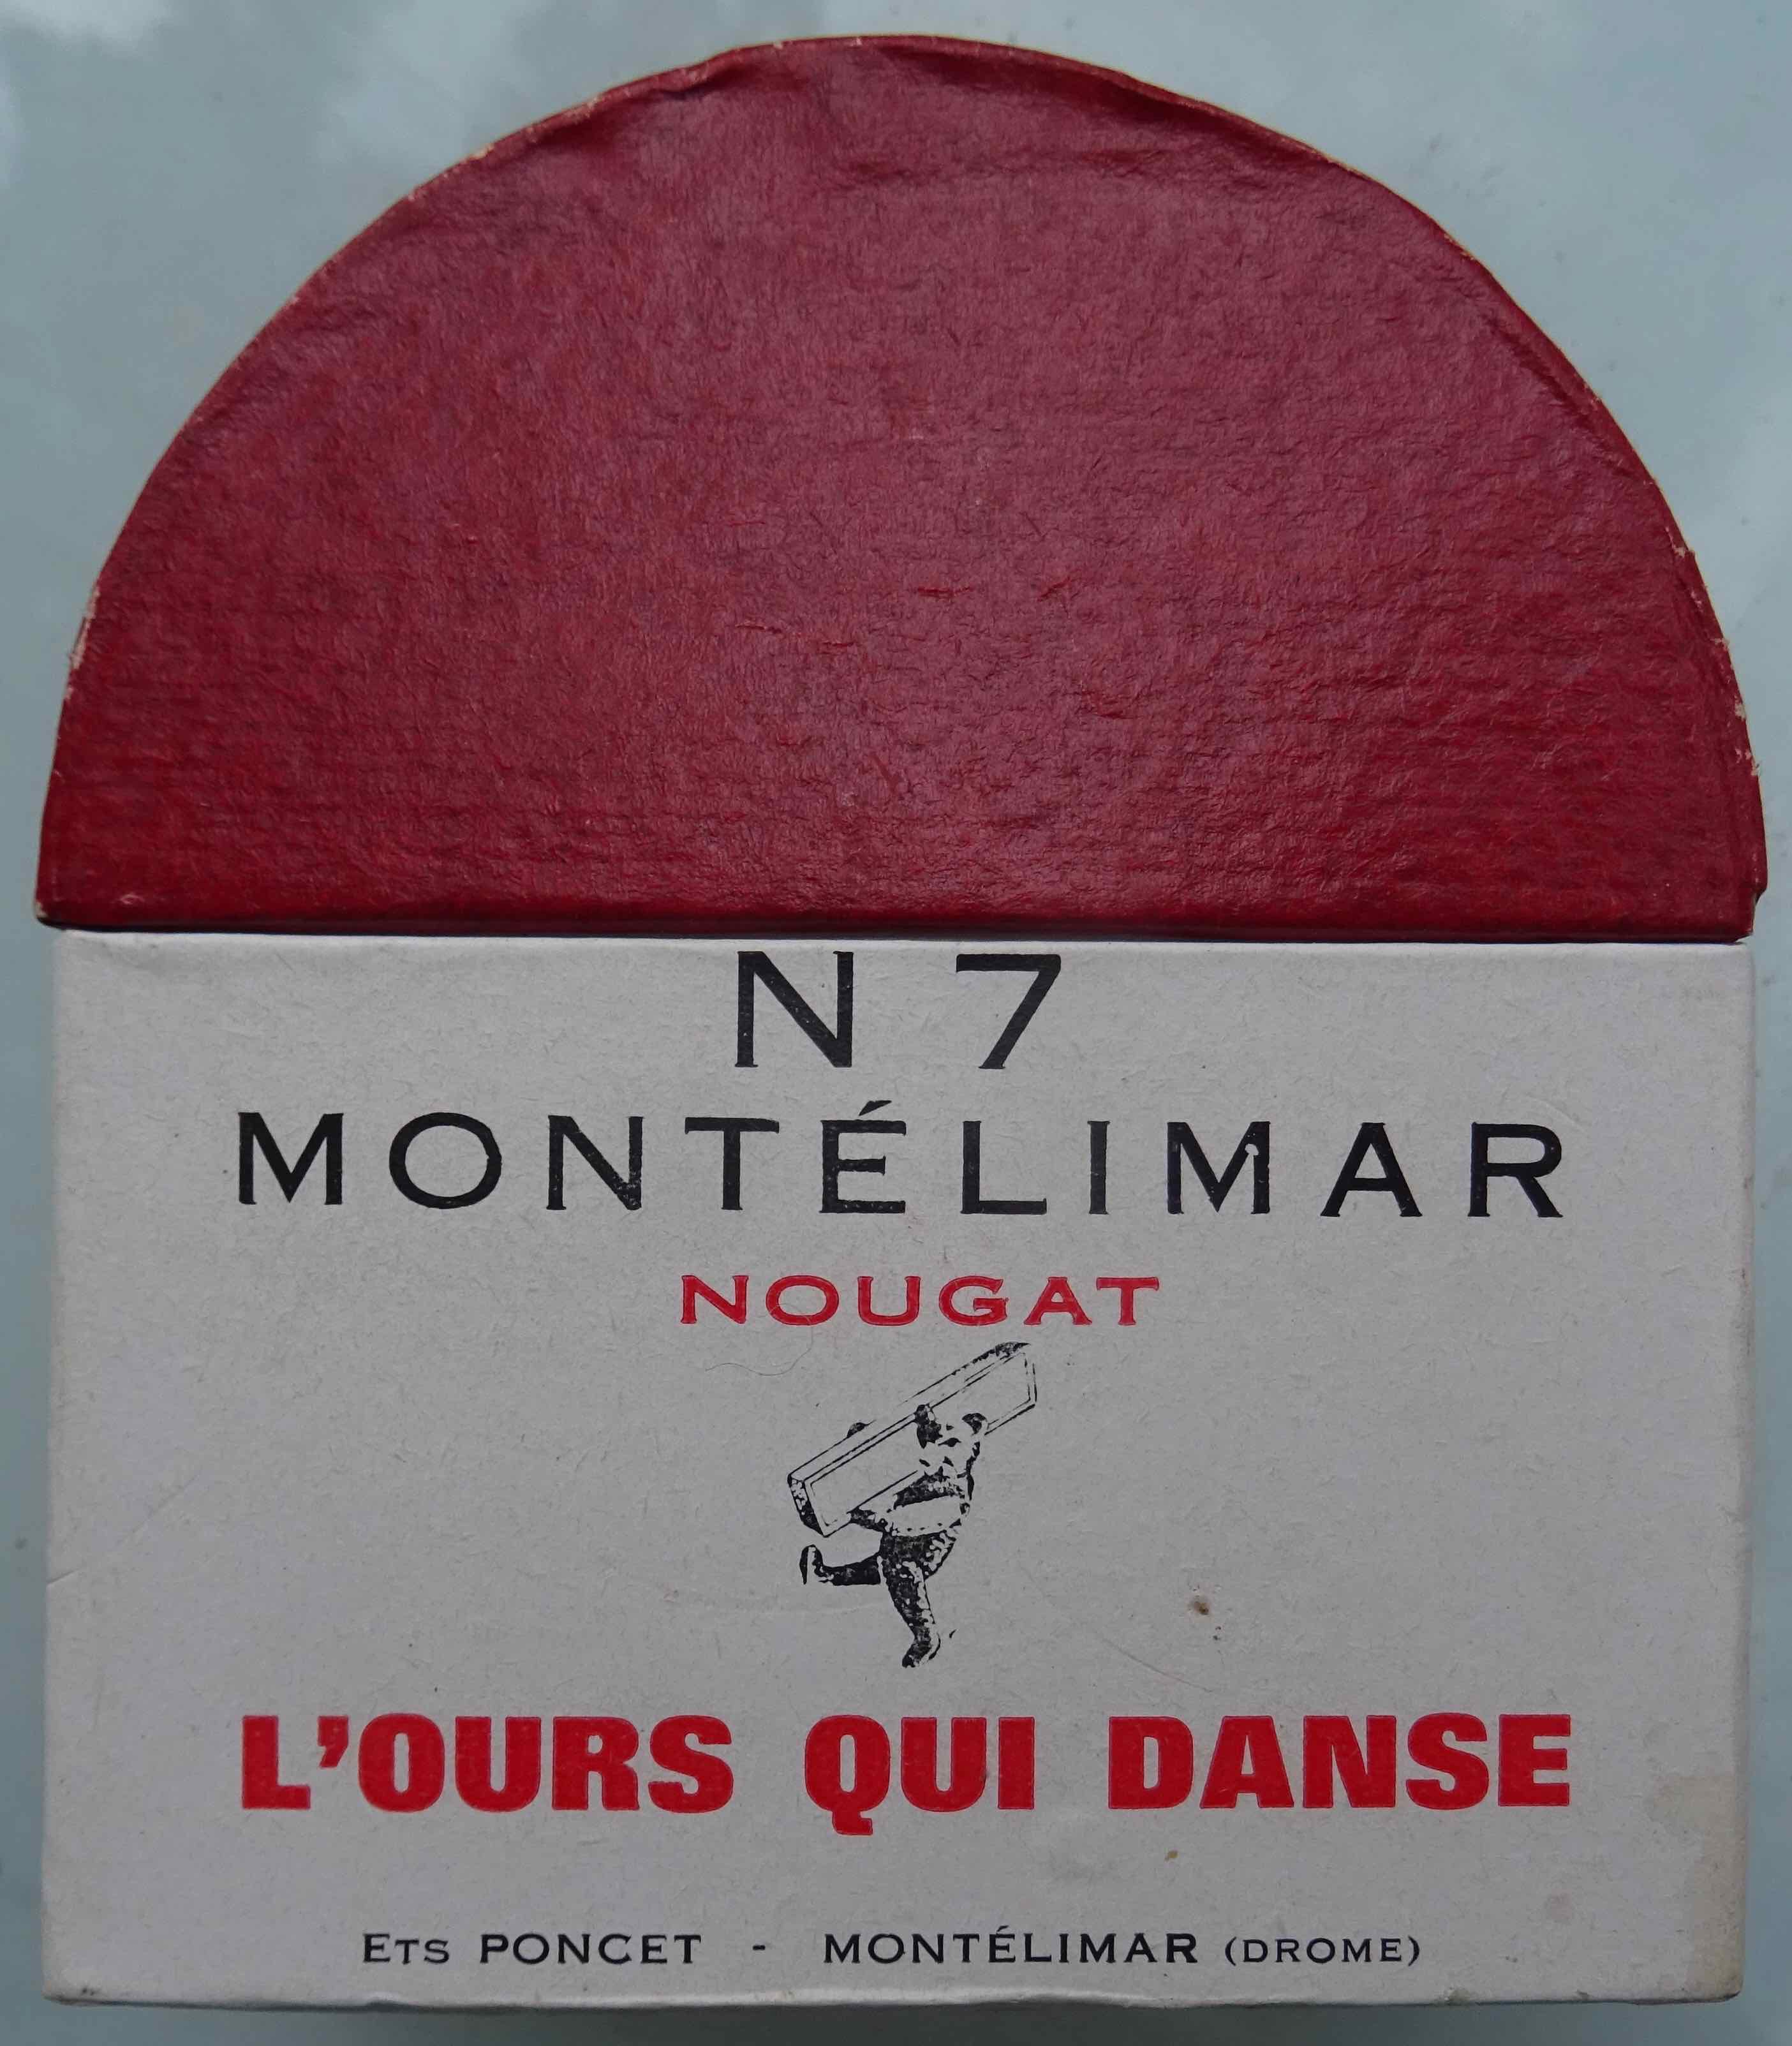 N 7
MONTÉLIMAR
NOUGAT
L'OURS QUI DANSE
ETS PONCET - MONTÉLIMAR (DROME)